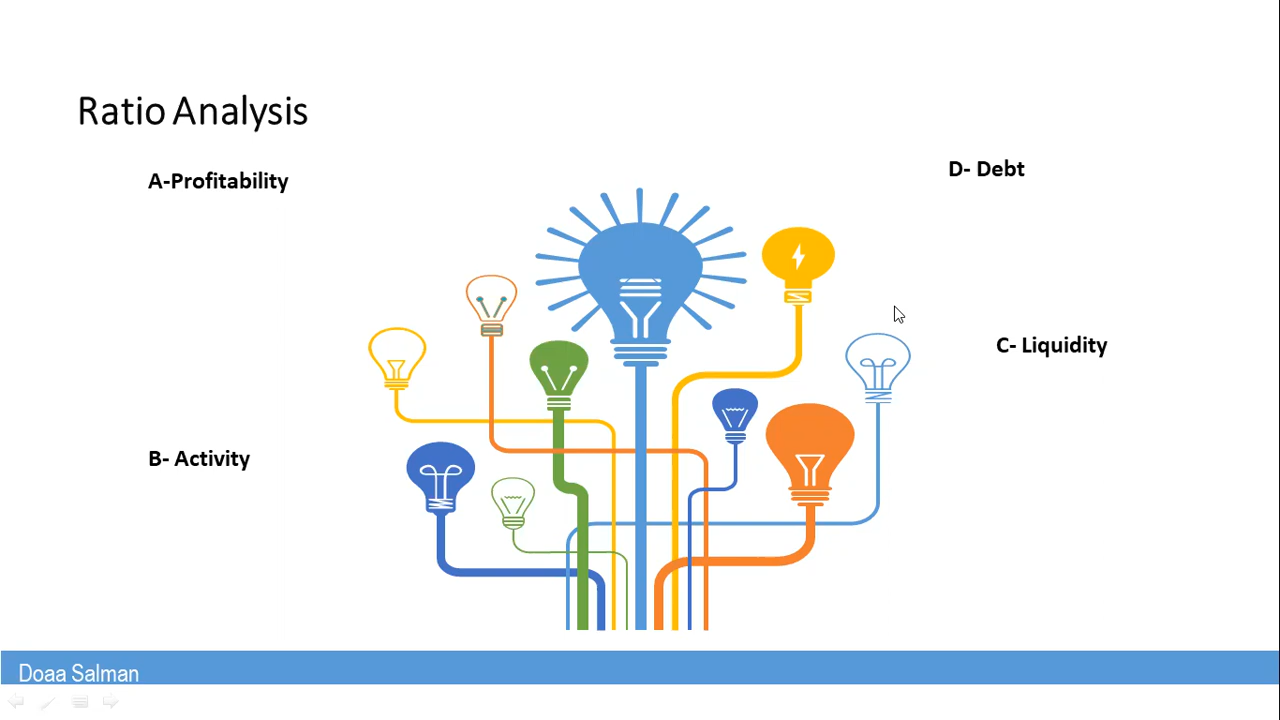 Ratio Analysis
A-Profitability
D- Debt
C- Liquidity
B- Activity
Doaa Salman